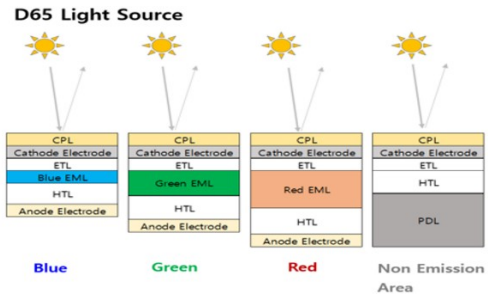 D65 Light Source
CPL
Cathode Electrode
ETL
Blue EML
HTL
Anode Electrode
Blue
CPL
Cathode Electrode
ETL
Green EML
HTL
Anode Electrode
Green
CPL
Cathode Electrode
ETL
Red EML
HTL
Anode Electrode
Red
CPL
Cathode Electrode
ETL
HTL
PDL
Non Emission
Area